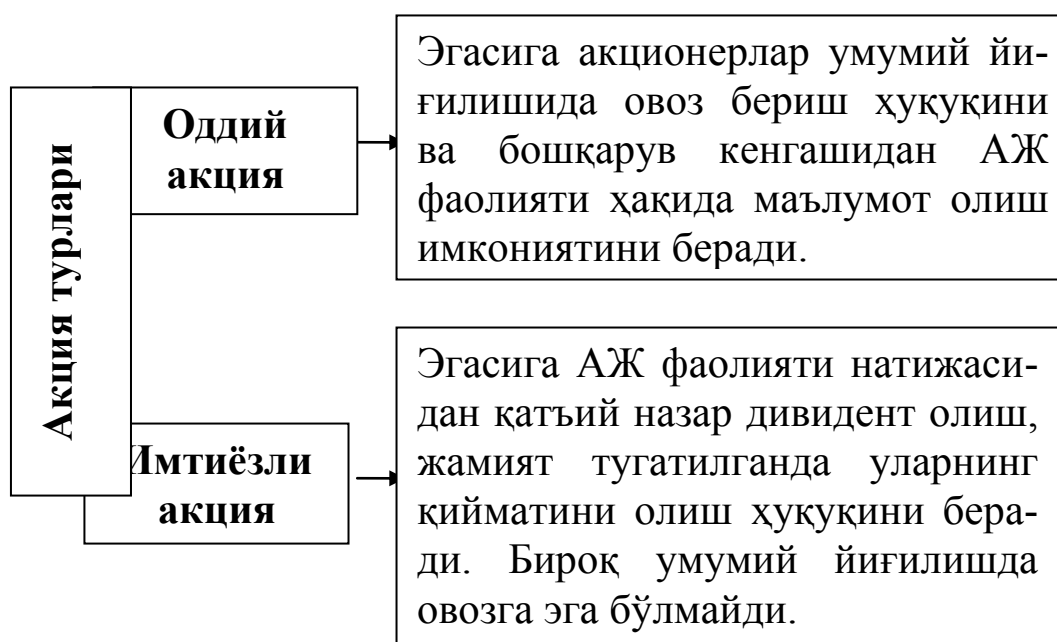 Акция турлари
Оддий
акция
Эгасига акционерлар умумий йи-
ғилишида овоз бериш ҳуқуқини
ва бошқарув кенгашидан АЖ
фаолияти ҳақида маълумот олиш
имкониятини беради.
Имтиёзли
акция
Эгасига АЖ фаолияти натижаси-
дан қатъий назар дивидент олиш,
жамият тугатилганда уларнинг
қийматини олиш ҳуқуқини бера-
ди. Бироқ умумий йиғилишда
овозга эга бўлмайди.